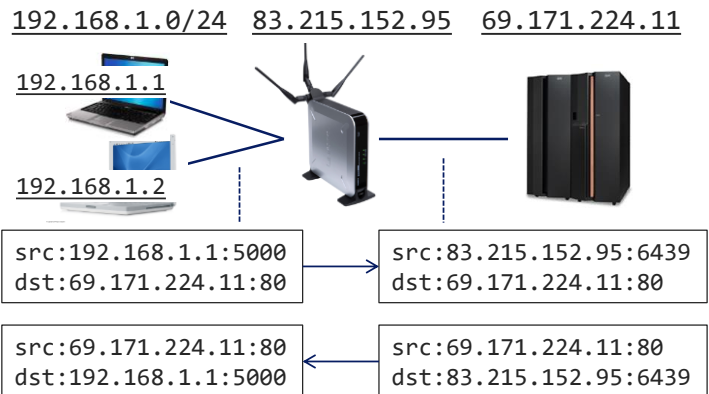 192.168.1.0/24 83.215.152.95 69.171.224.11
192.168.1.1
192.168.1.2
src:192.168.1.1:5000
dst:69.171.224.11:80
src:83.215.152.95:6439
dst:69.171.224.11:80
src:69.171.224.11:80
dst:192.168.1.1:5000
src:69.171.224.11:80
dst:83.215.152.95:6439